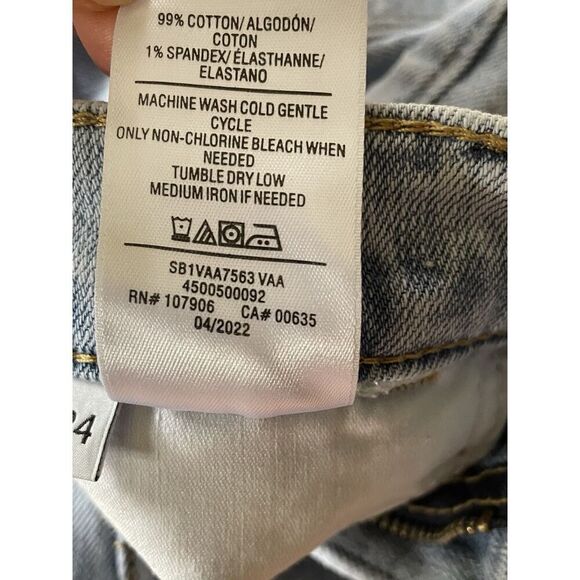 99% COTTON/ ALGODÓN/
COTON
1% SPANDEX/ ÉLASTHANNE/
ELASTANO
MACHINE WASH COLD GENTLE
CYCLE
ONLY NON-CHLORINE BLEACH WHEN
NEEDED
TUMBLE DRY LOW
MEDIUM IRON IF NEEDED
SB1VAA7563 VAA
4500500092
RN# 107906 CA# 00635
04/2022